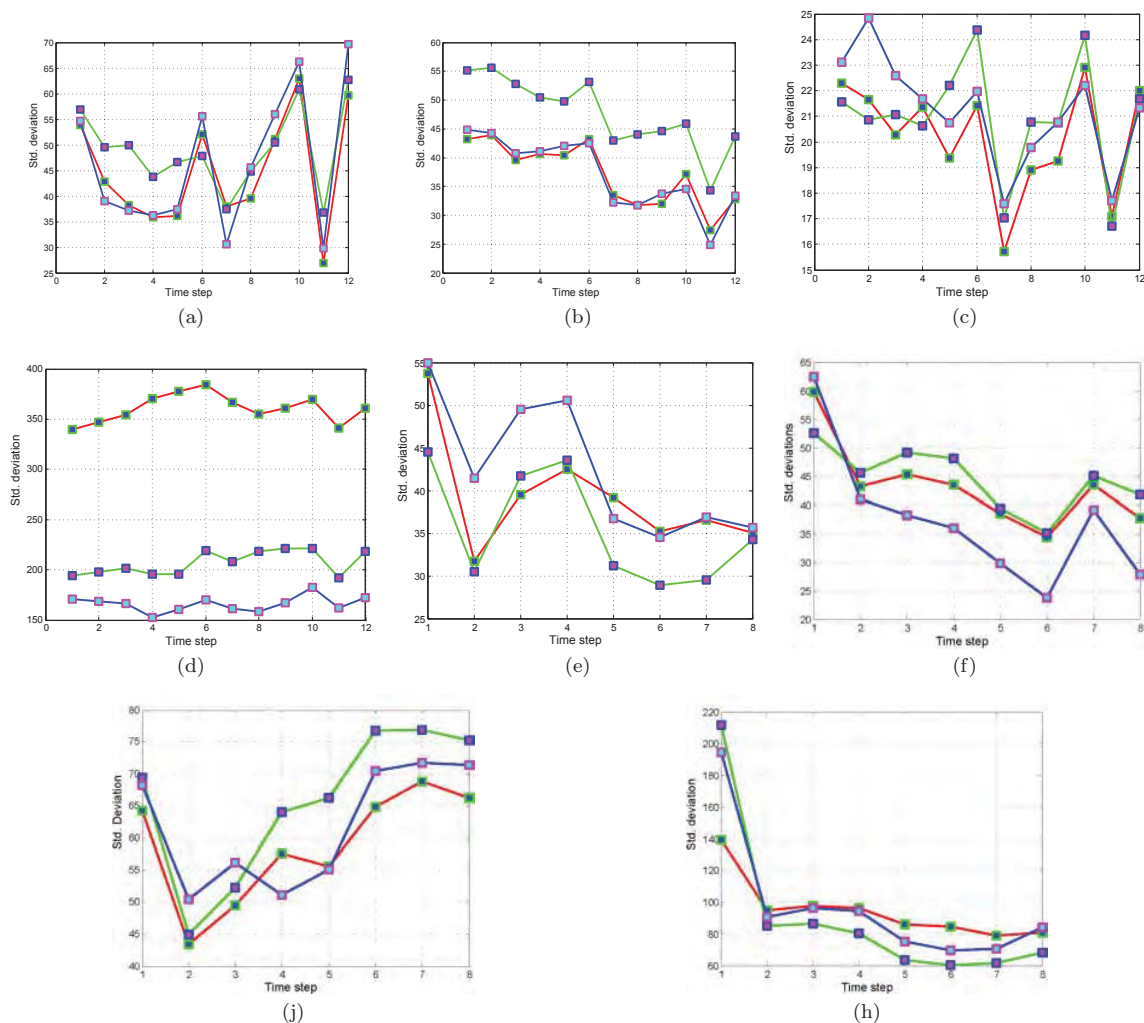 70
65
60
55
50
45
40
35
30
25
Std. deviation
0 2 4 6 8 10 12
Time step
(a)
60
55
50
45
40
35
30
25
20
Std. deviation
0 2 4 6 8 10 12
Time step
(b)
25
24
23
22
21
20
19
18
17
16
15
Std. deviation
0 2 4 6 8 10 12
Time step
(c)
400
350
300
250
200
150
Std. deviation
0 2 4 6 8 10 12
Time step
(d)
55
50
45
40
35
30
25
Std. deviation
1 2 3 4 5 6 7 8
Time step
(e)
65
60
55
50
45
40
35
30
25
20
Std. deviations
1 2 3 4 5 6 7 8
Time step
(f)
80
75
70
65
60
55
50
45
40
Std. Deviation
1 2 3 4 5 6 7 8
Time step
(j)
220
200
180
160
140
120
100
80
60
Std. deviation
1 2 3 4 5 6 7 8
Time step
(h)